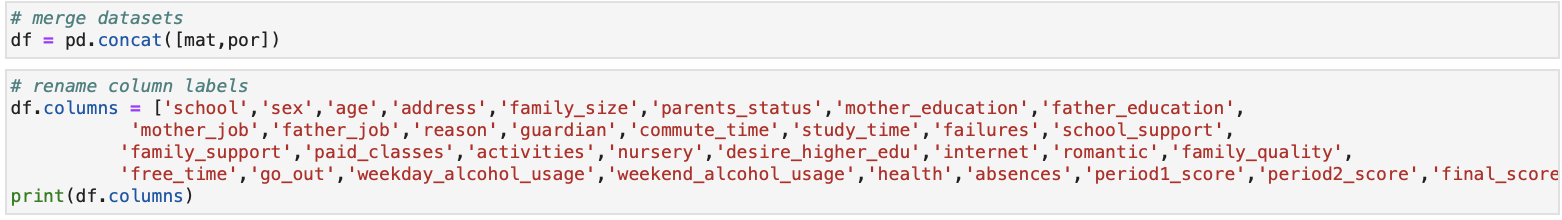 # merge datasets
df = pd.concat([mat,por])
# rename column labels
df.columns = ['school','sex','age','address','family_size','parents_status','mother_education','father_education',
'mother_job','father_job','reason','guardian','commute_time','study_time','failures','school_support',
'family_support','paid_classes','activities','nursery','desire_higher_edu','internet','romantic','family_quality',
'free_time','go_out','weekday_alcohol_usage','weekend_alcohol_usage','health','absences','period1_score','period2_score','final_score
print(df.columns)